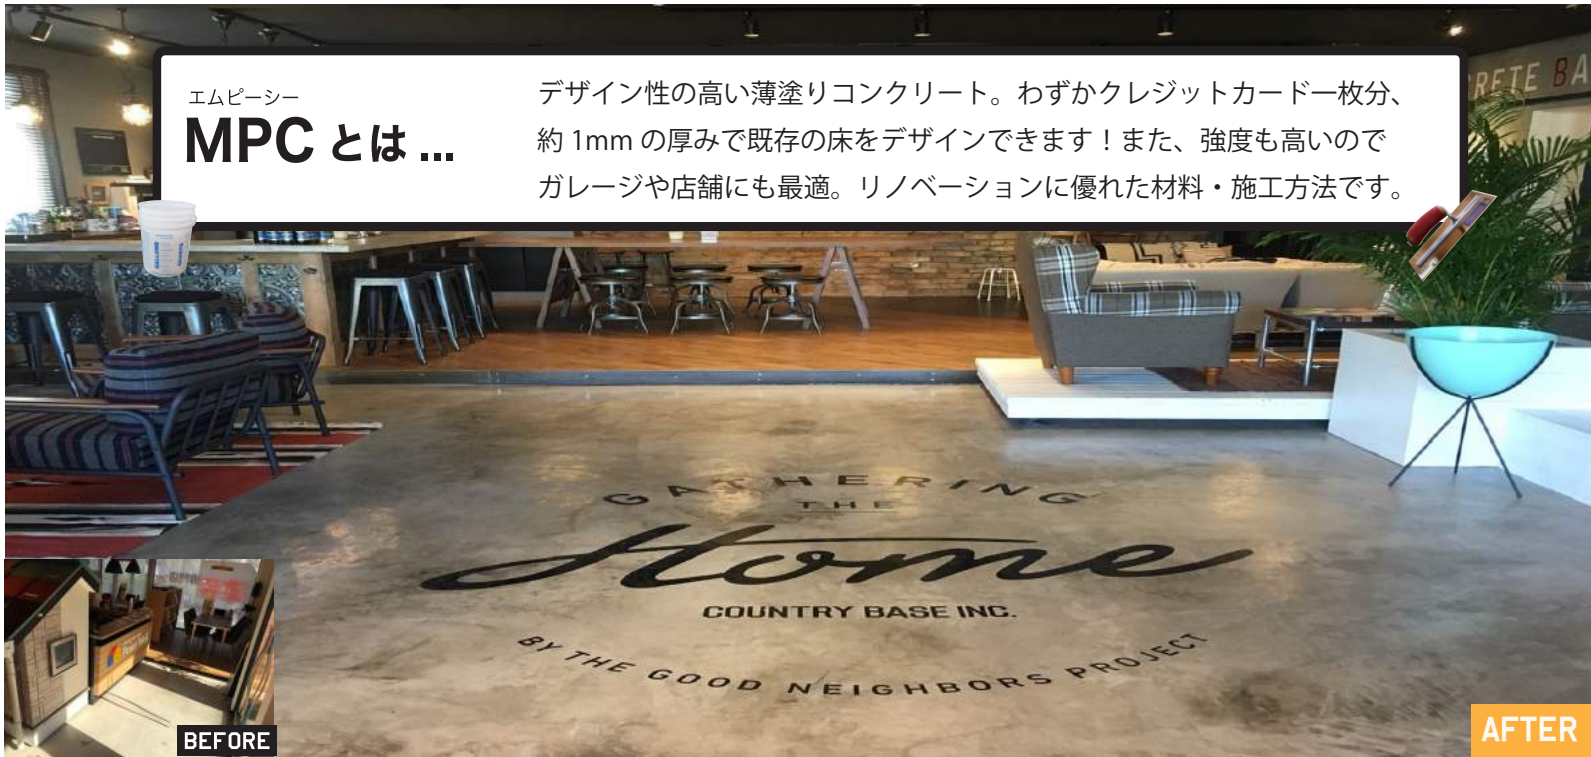 エムピーシー
MPC とは ...
デザイン性の高い薄塗りコンクリート。わずかクレジットカード一枚分、
約 1mm の厚みで既存の床をデザインできます！また、強度も高いので
ガレージや店舗にも最適。リノベーションに優れた材料・施工方法です。
RETE BA
GATHERING
THE
Home
COUNTRY BASE INC.
BY THE GOOD NEIGHBORS PROJECT
BEFORE
AFTER